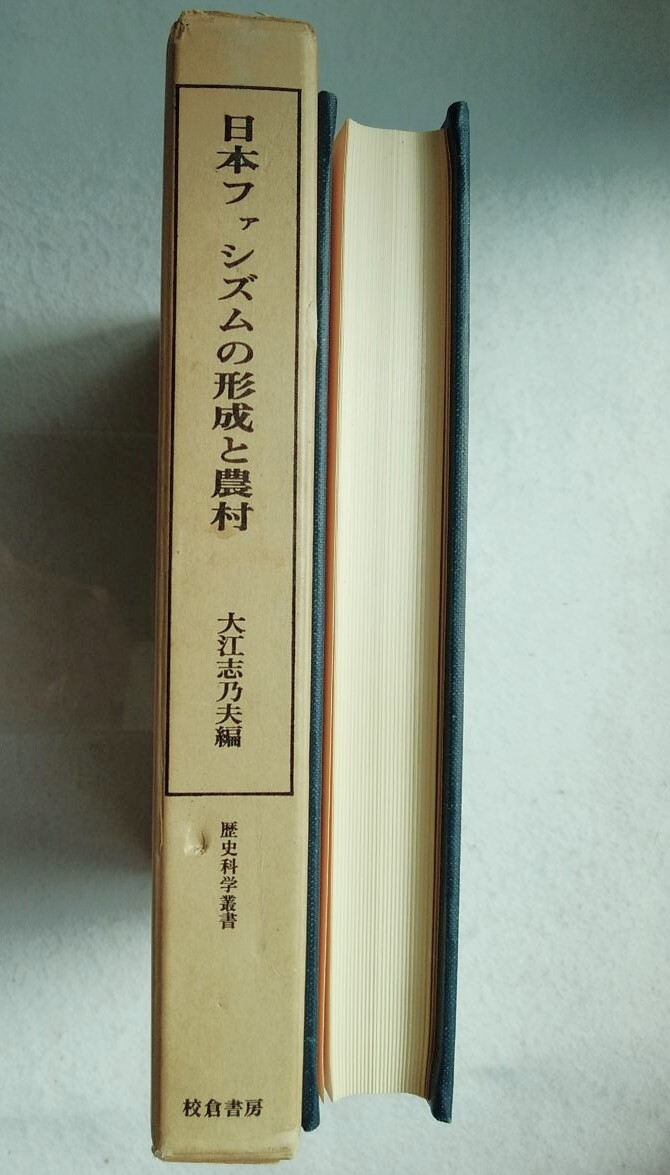 日本ファシズムの形成と農村
大江志乃夫編
歴史科学叢書
校倉書房